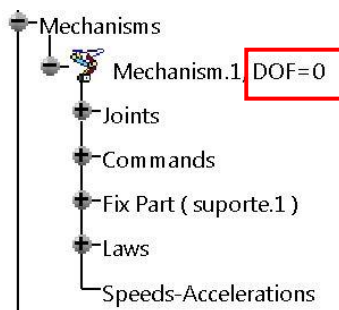 Mechanisms
Mechanism.1, DOF=0
Joints
Commands
Fix Part ( suporte.1 )
Laws
Speeds-Accelerations